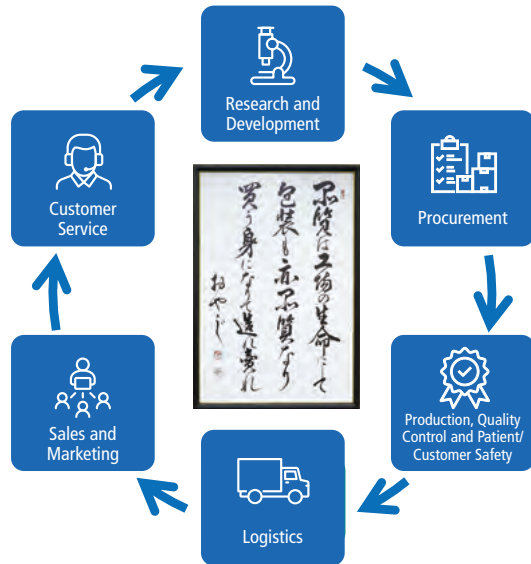 Research and
Development
Procurement
Production, Quality
Control and Patient/
Customer Safety
Logistics
Sales and
Marketing
Customer
Service
品質は工場の生命にして
包装も亦品質なり
買う身になりて造れ売れ
おやじ